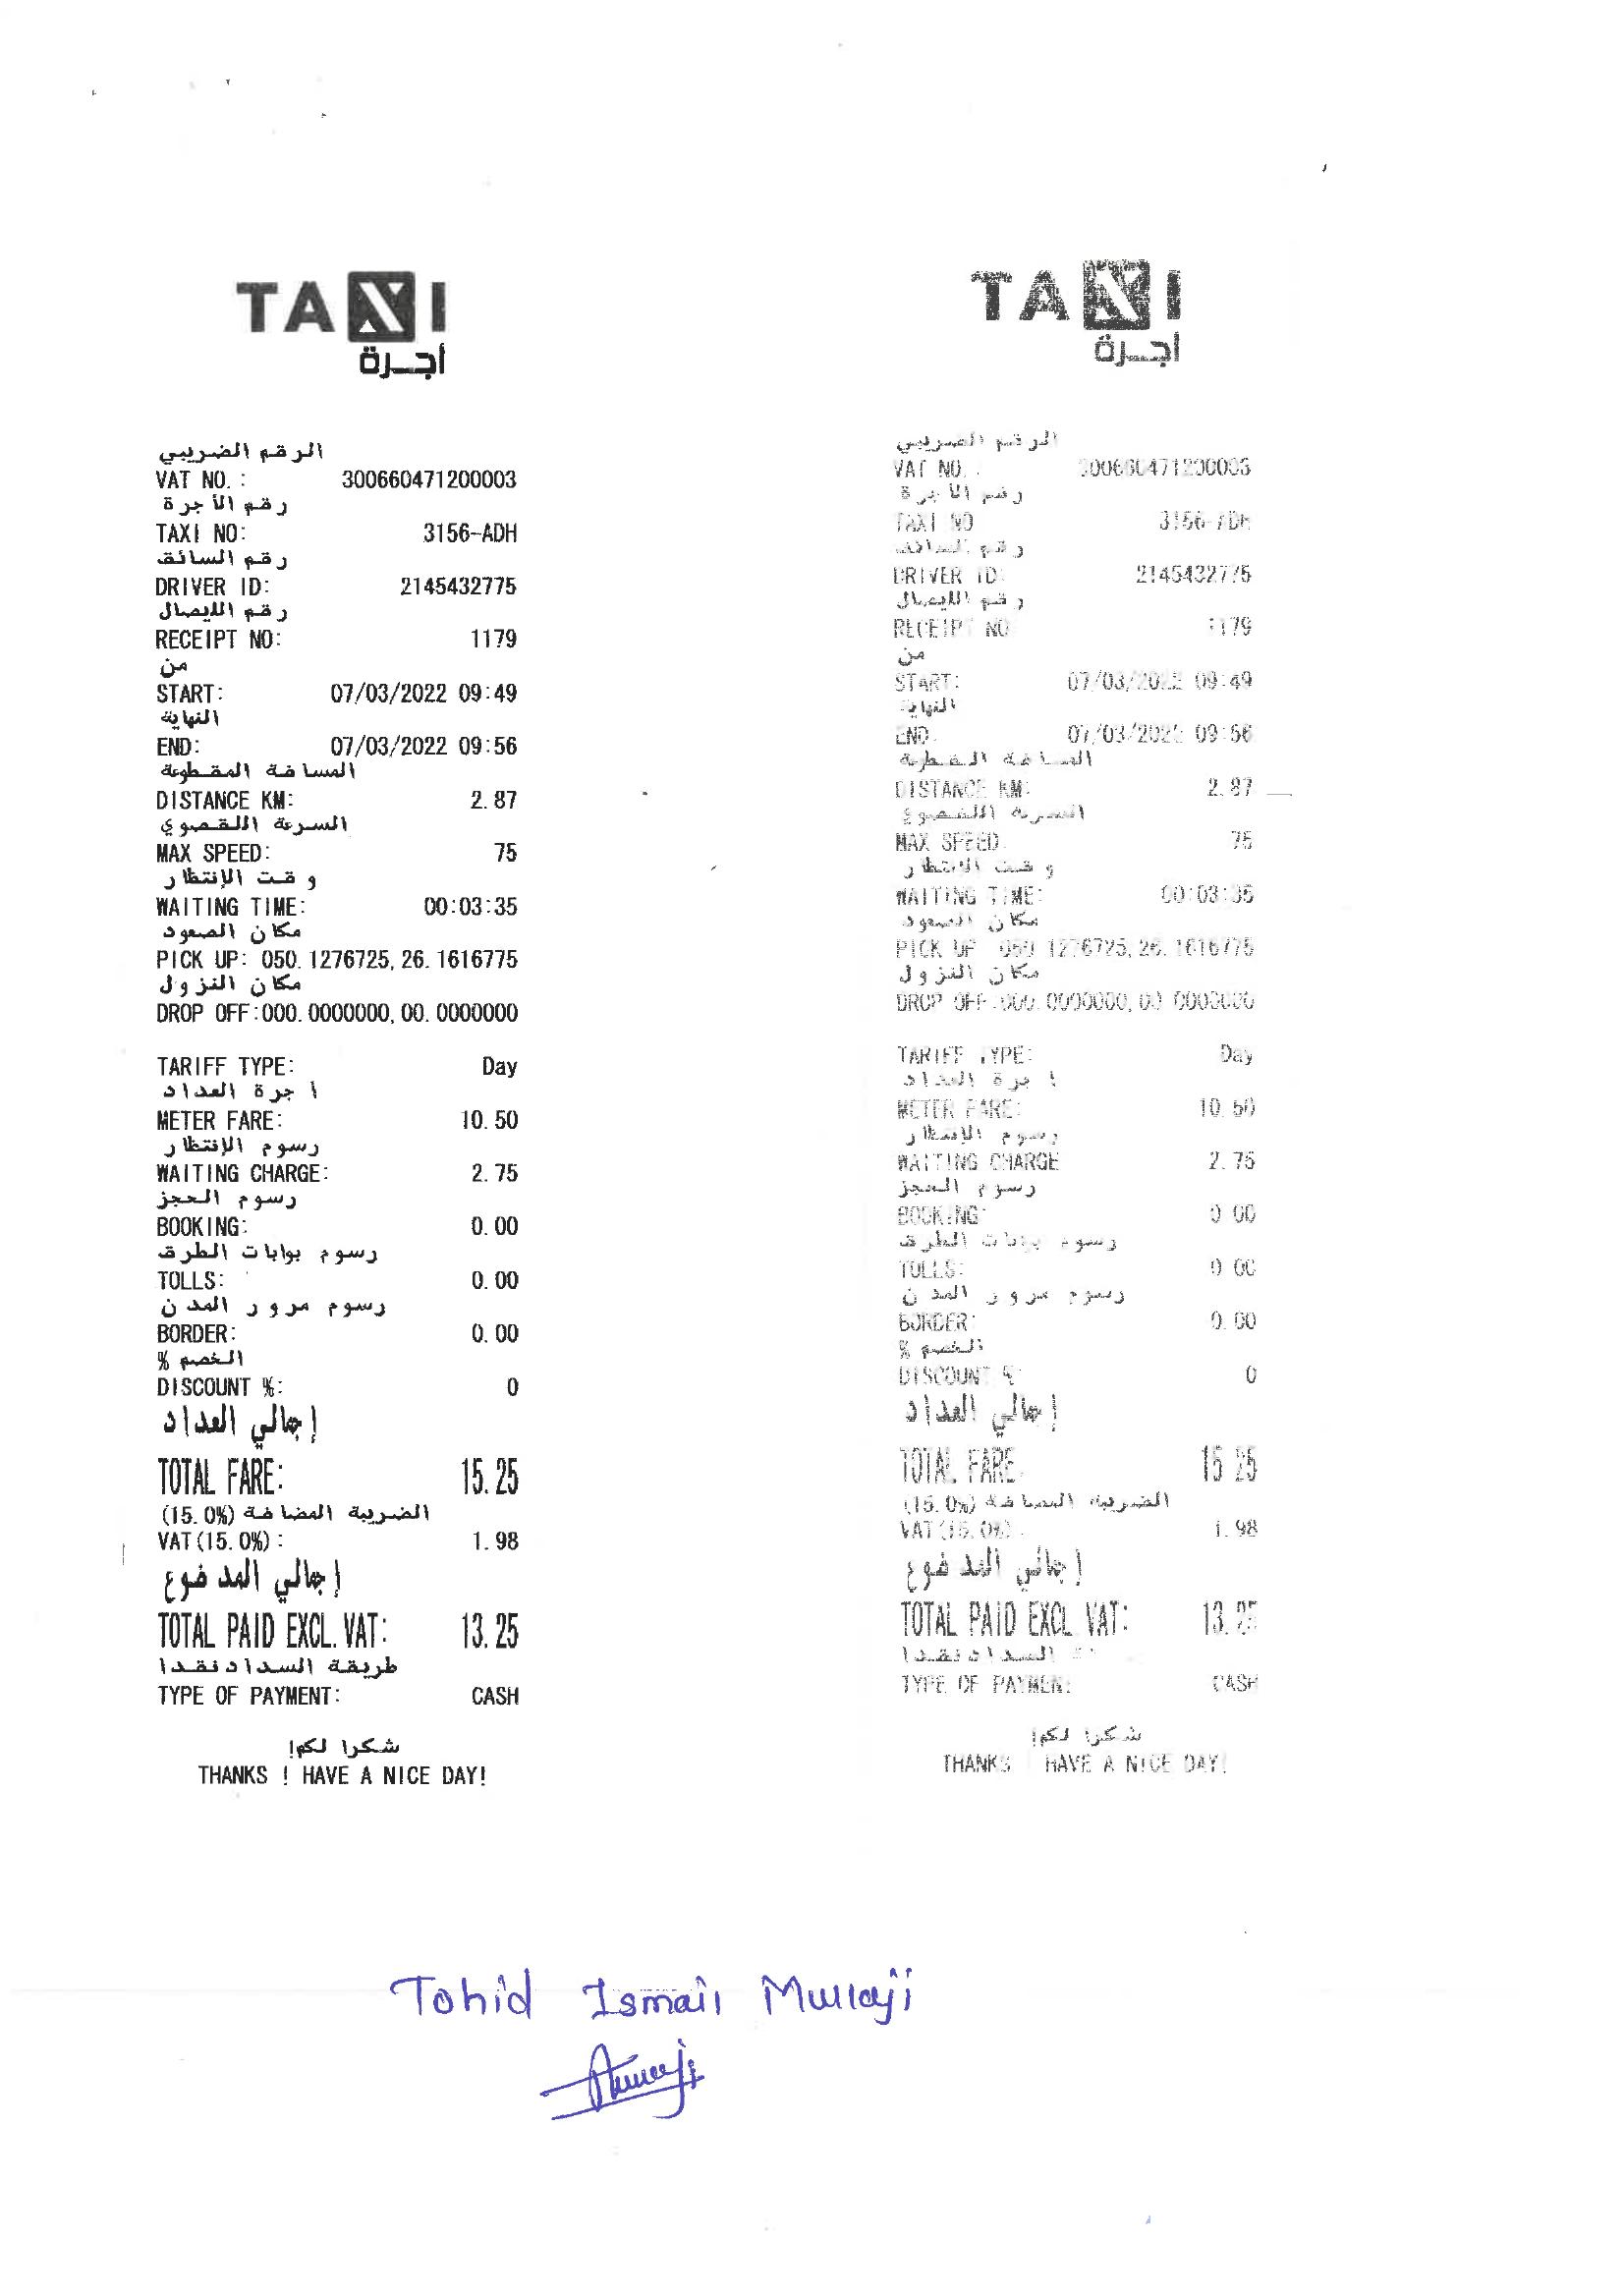 TAXI
أجرة
الرقم الضريبي
VAT NO. : 300660471200003
رقم الأجرة
TAXI NO: 3156-ADH
رقم السائق
DRIVER ID: 2145432775
رقم الليصال
RECEIPT NO: 1179
من
START: 07/03/2022 09:49
النهاية
END: 07/03/2022 09:56
المسافة المقطوعة
DISTANCE KM: 2.87
السرعة اللقصوي
MAX SPEED: 75
وقت الإنتظار
WAITING TIME: 00:03:35
مكان الصعود
PICK UP: 050.1276725,26.1616775
مكان النزول
DROP OFF:000.0000000,00.0000000
TARIFF TYPE: Day
اجرة العداد
METER FARE: 10.50
رسوم الإنتظار
WAITING CHARGE: 2.75
رسوم الحجز
BOOKING: 0.00
رسوم بوابات الطرق
TOLLS: 0.00
رسوم مرور المدن
BORDER: 0.00
الخصم %
DISCOUNT %: 0
إجمالي العداد
TOTAL FARE: 15.25
الضريبة المضافة (15.0%)
VAT(15.0%) : 1.98
إجمالي المدفوع
TOTAL PAID EXCL.VAT: 13.25
طريقة السداد نقدا
TYPE OF PAYMENT: CASH
شكرا لكم!
THANKS ! HAVE A NICE DAY!
TAXI
أجرة
الرقم الضريبي
VAT NO. : 300660471200003
رقم الأجرة
TAXI NO 3156-ADH
رقم السائق
DRIVER ID: 2145432775
رقم الليصال
RECEIPT NO 1179
من
START: 07/03/2022 09:49
النهاية
END: 07/03/2022 09:56
المسافة المقطوعة
DISTANCE KM: 2.87
السرعة اللقصوي
MAX SPEED: 75
وقت الإنتظار
WAITING TIME: 00:03:35
مكان الصعود
PICK UP 050.1276725,26.1616775
مكان النزول
DROP OFF:000.0000000,00.0000000
TARIFF TYPE: Day
اجرة العداد
METER FARE: 10.50
رسوم الإنتظار
WAITING CHARGE 2.75
رسوم الحجز
BOOKING: 0.00
رسوم بوابات الطرق
TOLLS: 0.00
رسوم مرور المدن
BORDER: 0.00
الخصم %
DISCOUNT %: 0
إجمالي العداد
TOTAL FARE: 15.25
الضريبة المضافة (15.0%)
VAT(15.0%) : 1.98
إجمالي المدفوع
TOTAL PAID EXCL.VAT: 13.25
السداد نقدا
TYPE OF PAYMENT: CASH
شكرا لكم!
THANKS ! HAVE A NICE DAY!
Tohid Ismail Mullaji